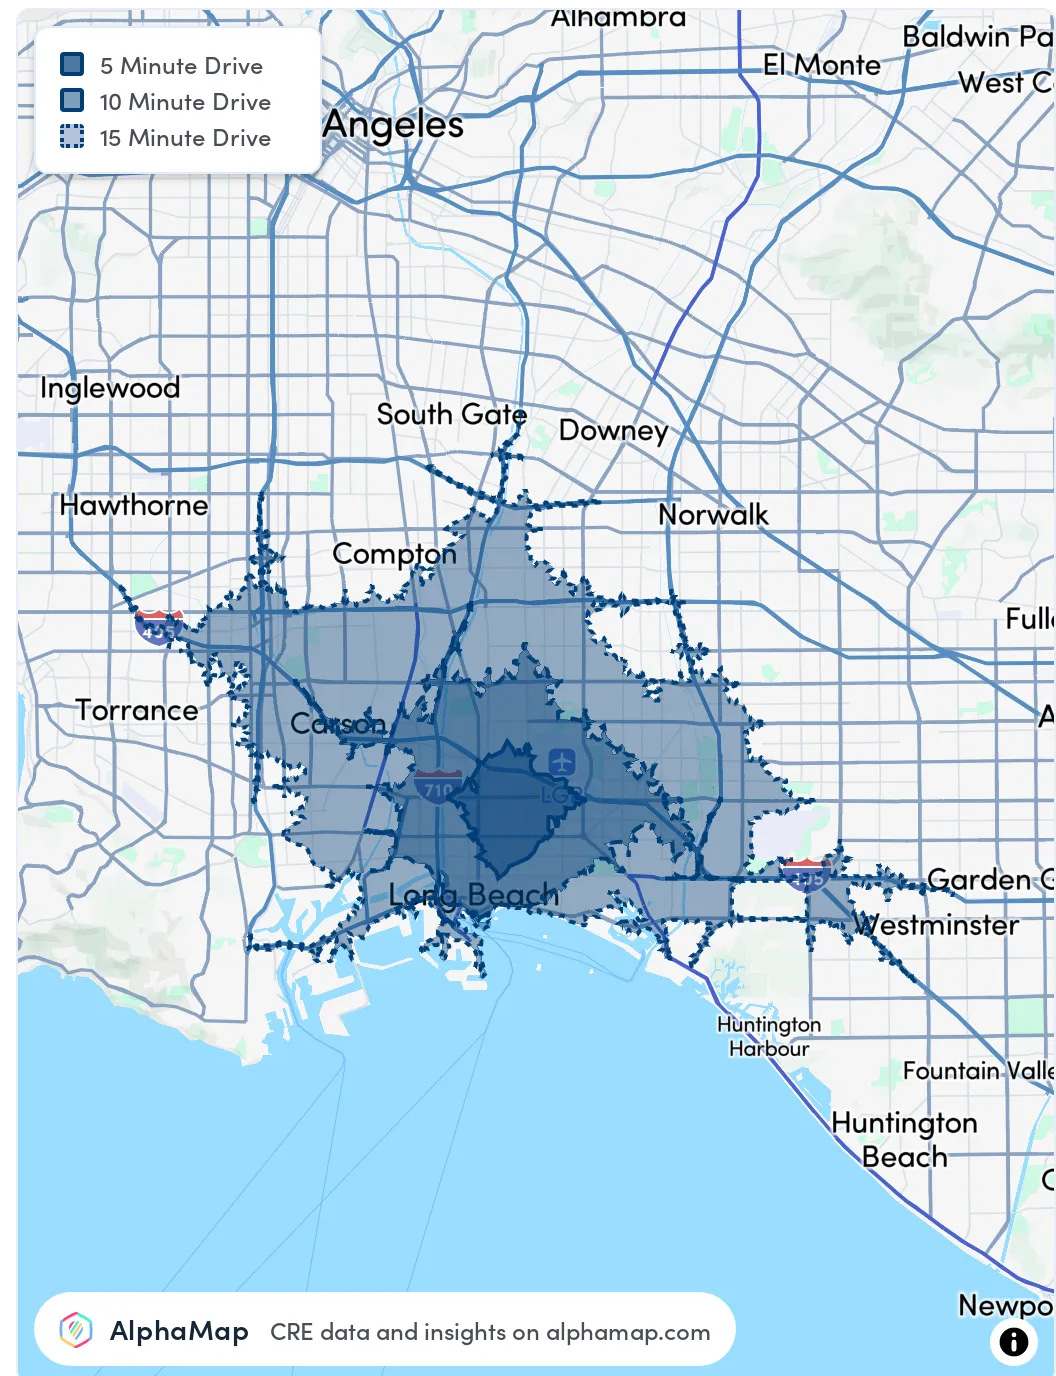 Alhambra
Baldwin Pa
El Monte
West C
5 Minute Drive
10 Minute Drive
15 Minute Drive
Angeles
Inglewood
South Gate
Downey
Hawthorne
Norwalk
Compton
Fulle
405
Torrance
A
Carson
710
LGB
405
Garden G
Long Beach
Westminster
Huntington
Harbour
Fountain Valle
Huntington
Beach
C
Newpo
AlphaMap CRE data and insights on alphamap.com